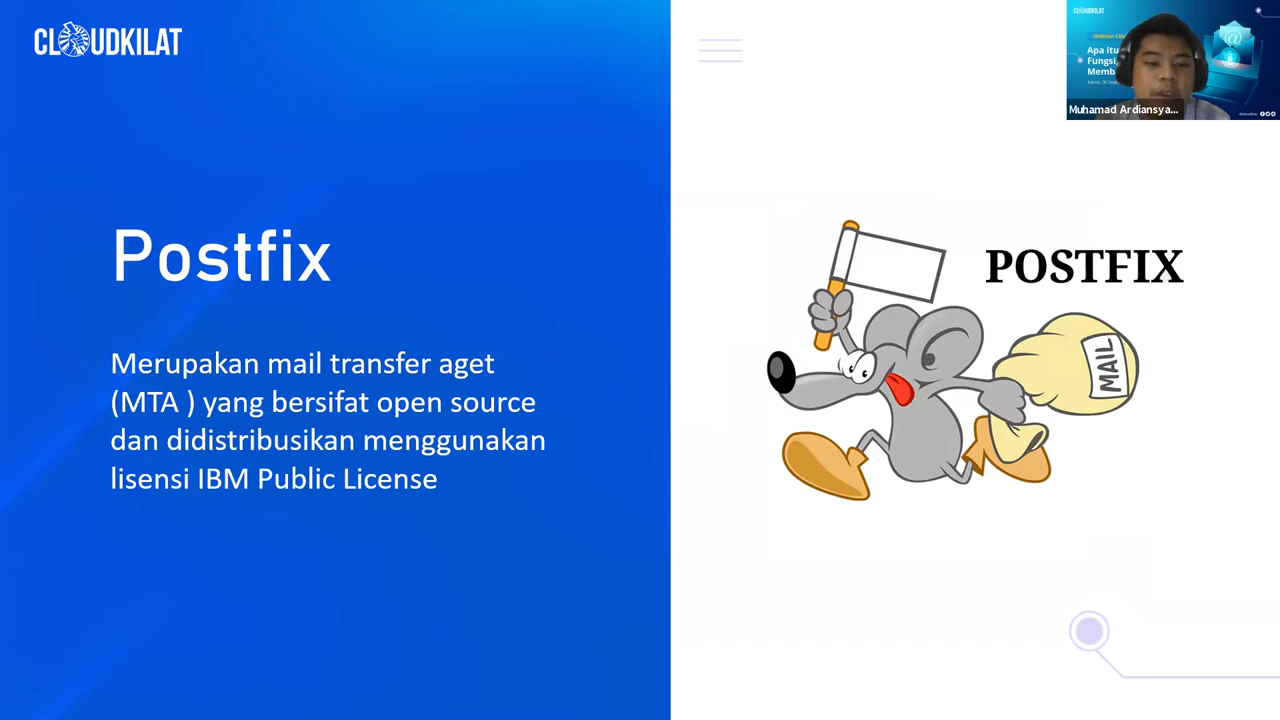 CLOUDKILAT
Postfix
Merupakan mail transfer aget
(MTA ) yang bersifat open source
dan didistribusikan menggunakan
lisensi IBM Public License
POSTFIX
MAIL
CLOUDKILAT
Apa itu
Fungsi,
Memb
Muhamad Ardiansya...